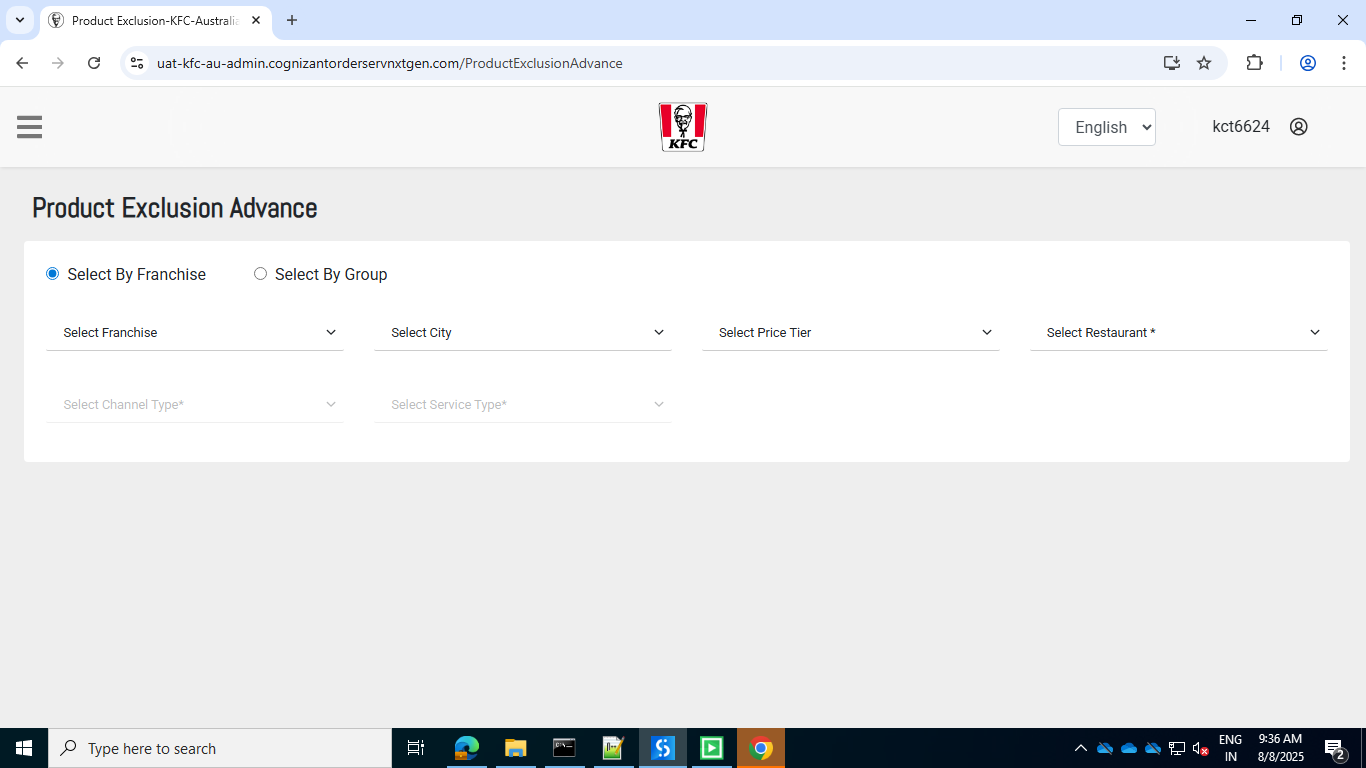 Product Exclusion-KFC-Australia
uat-kfc-au-admin.cognizantorderservnxtgen.com/ProductExclusionAdvance
KFC
English
kct6624
Product Exclusion Advance
Select By Franchise
Select By Group
Select Franchise
Select City
Select Price Tier
Select Restaurant *
Select Channel Type*
Select Service Type*
Type here to search
ENG
IN
9:36 AM
8/8/2025
2